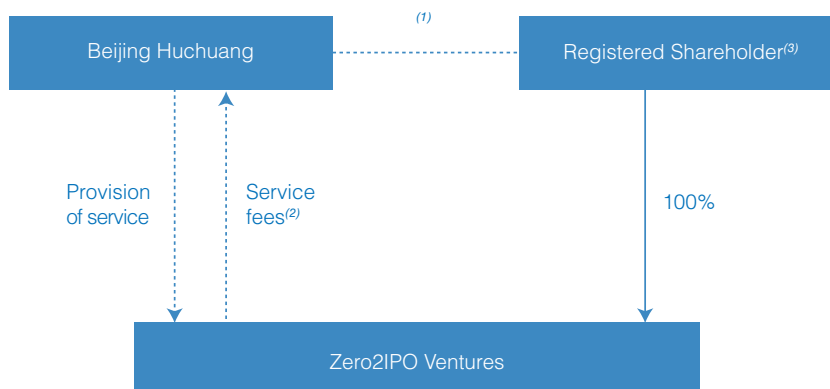 (1)
Beijing Huchuang
Registered Shareholder(3)
Provision
of service
Service
fees(2)
100%
Zero2IPO Ventures